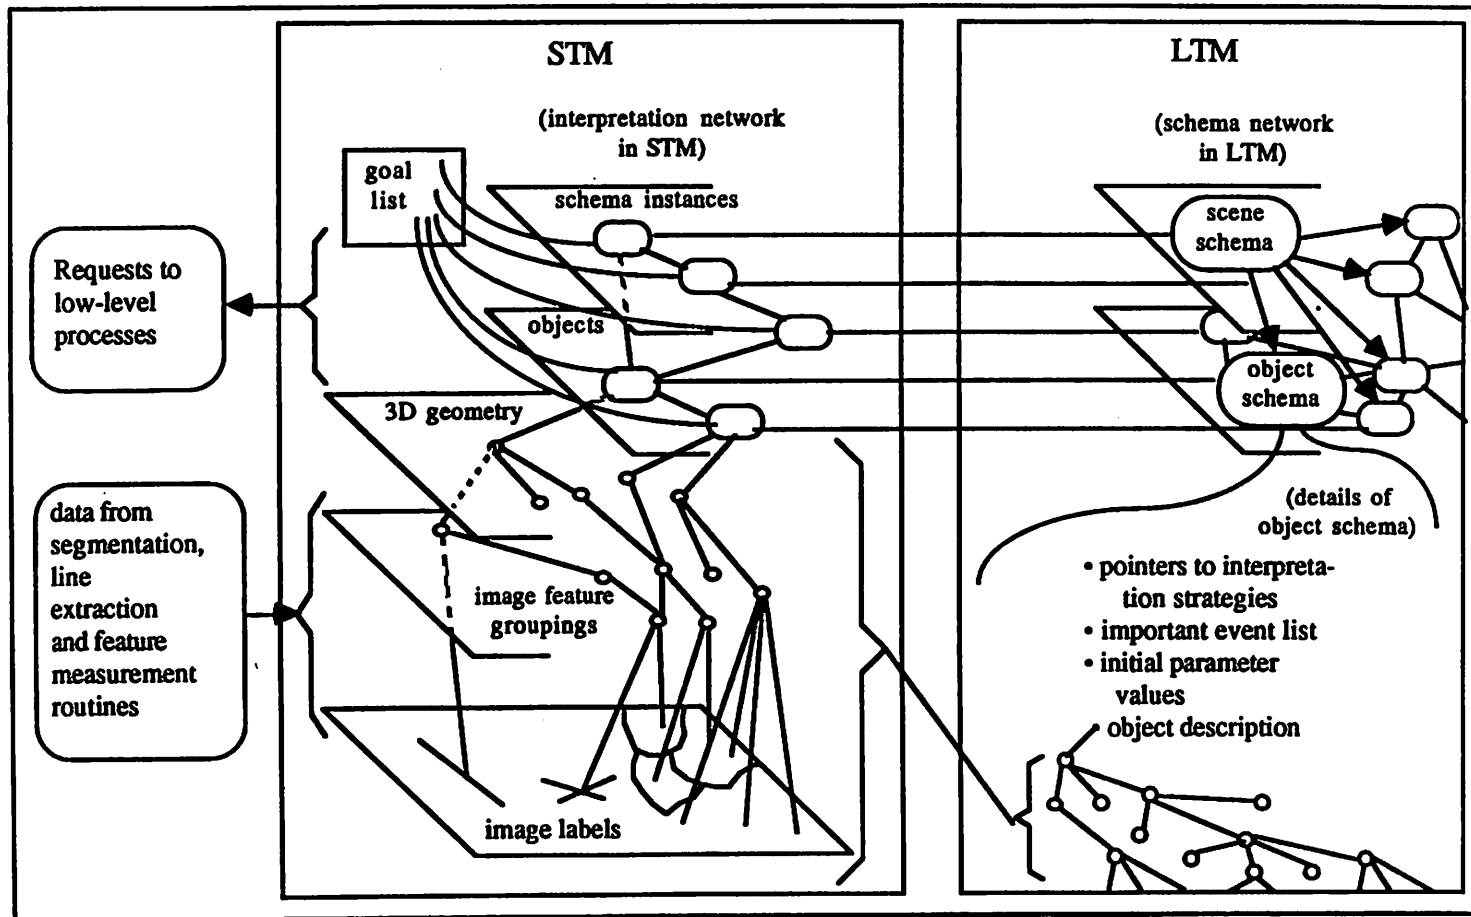 STM
LTM
(interpretation network
in STM)
(schema network
in LTM)
goal
list
schema instances
scene
schema
Requests to
low-level
processes
objects
object
schema
3D geometry
data from
segmentation,
line
extraction
and feature
measurement
routines
(details of
object schema)
image feature
groupings
• pointers to interpreta-
tion strategies
• important event list
• initial parameter
values
• object description
image labels